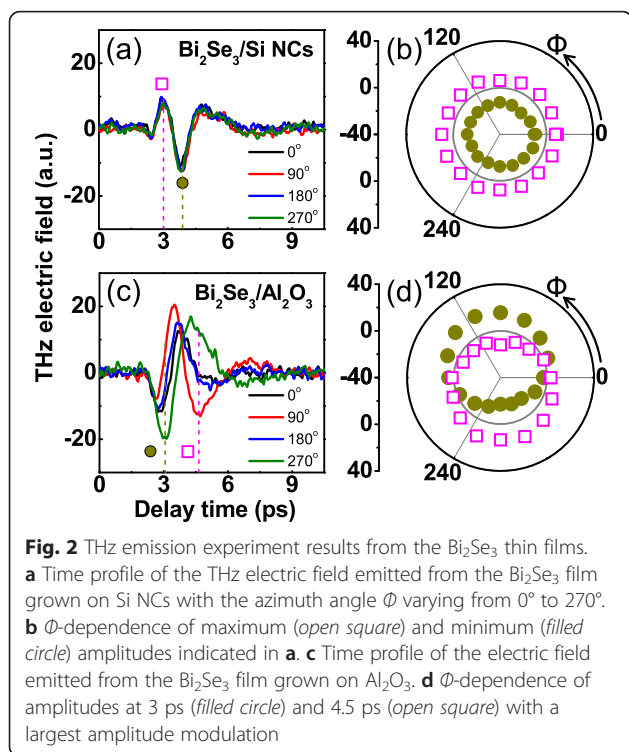 (a) Bi₂Se₃/Si NCs
20
0
-20
0 3 6 9
0°
90°
180°
270°
(b)
40
0
-40
0
40
120
Φ
0
240
THz electric field (a.u.)
(c) Bi₂Se₃/Al₂O₃
20
0
-20
0 3 6 9
0°
90°
180°
270°
Delay time (ps)
(d)
40
0
-40
0
40
120
Φ
0
240
Fig. 2 THz emission experiment results from the Bi₂Se₃ thin films.
a Time profile of the THz electric field emitted from the Bi₂Se₃ film
grown on Si NCs with the azimuth angle Φ varying from 0° to 270°.
b Φ-dependence of maximum (open square) and minimum (filled
circle) amplitudes indicated in a. c Time profile of the electric field
emitted from the Bi₂Se₃ film grown on Al₂O₃. d Φ-dependence of
amplitudes at 3 ps (filled circle) and 4.5 ps (open square) with a
largest amplitude modulation